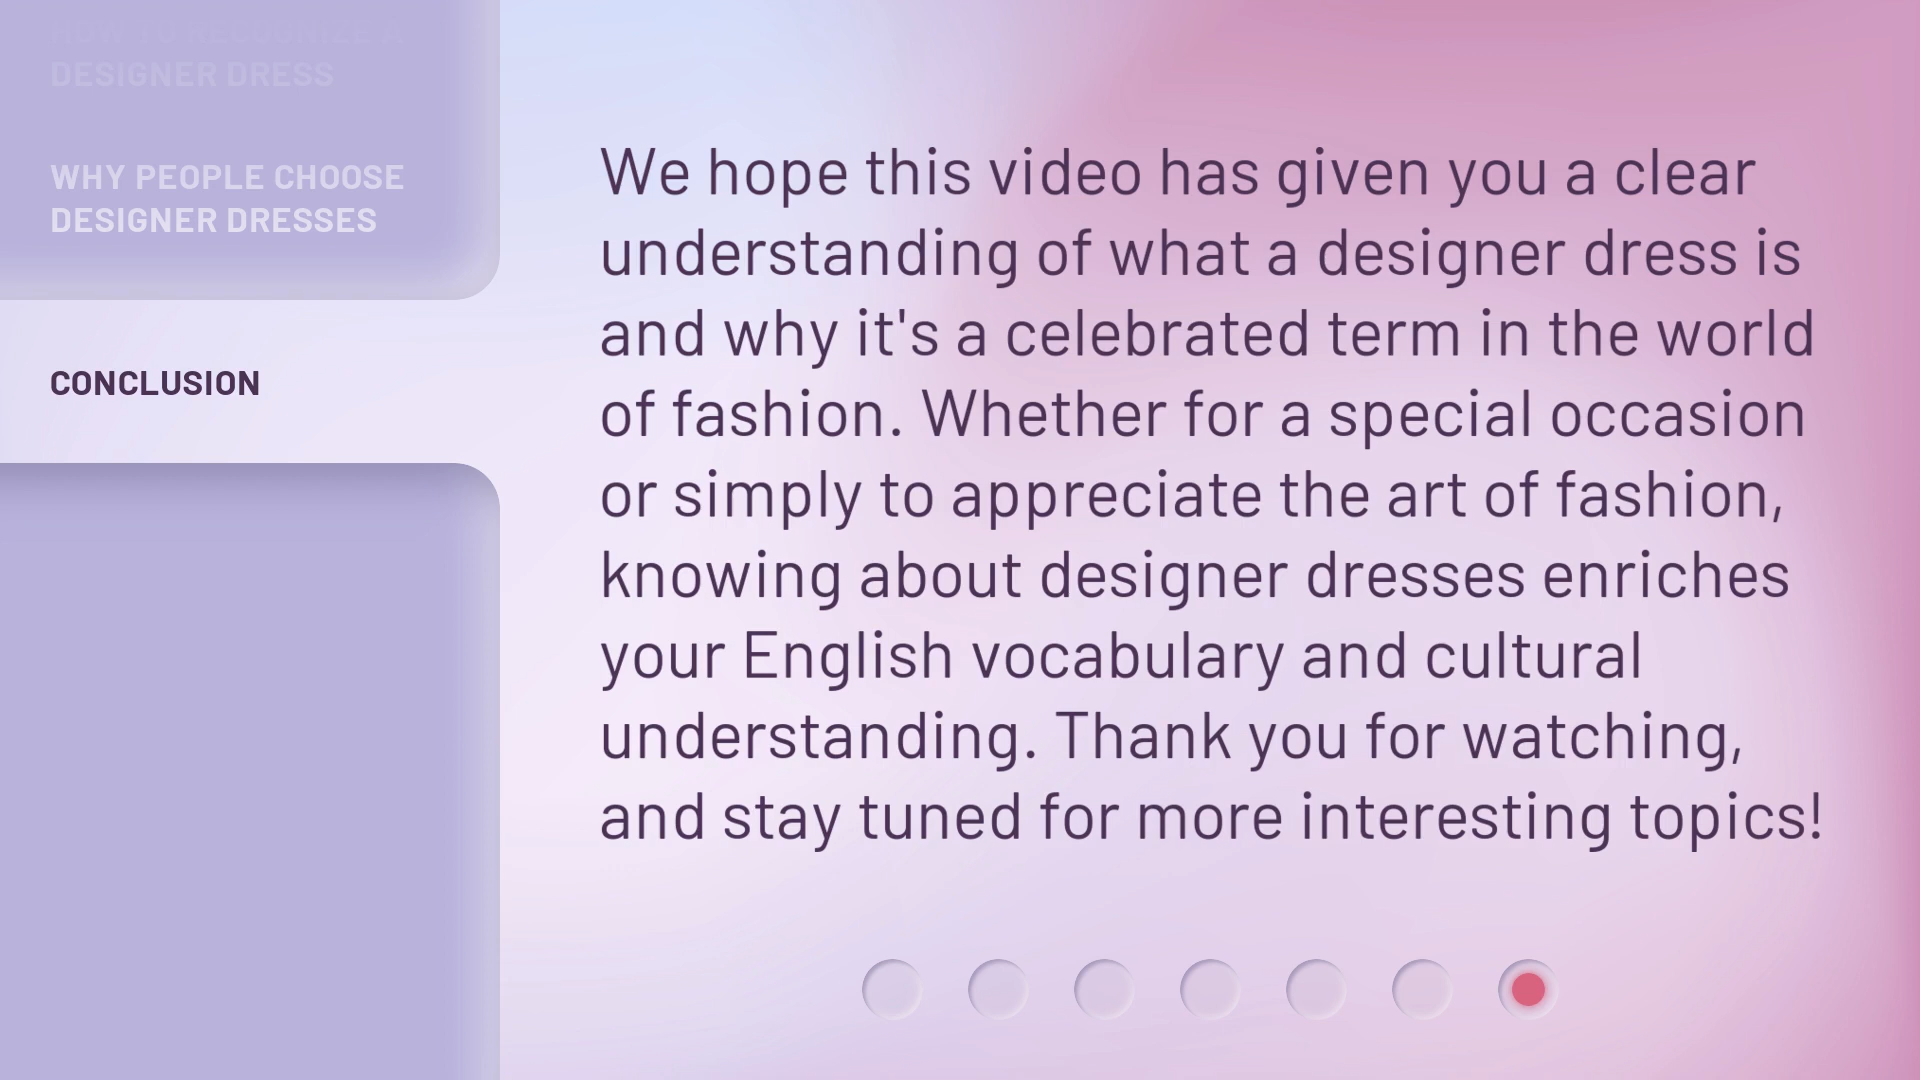 HOW TO RECOGNIZE A
DESIGNER DRESS
WHY PEOPLE CHOOSE
DESIGNER DRESSES
CONCLUSION
We hope this video has given you a clear
understanding of what a designer dress is
and why it's a celebrated term in the world
of fashion. Whether for a special occasion
or simply to appreciate the art of fashion,
knowing about designer dresses enriches
your English vocabulary and cultural
understanding. Thank you for watching,
and stay tuned for more interesting topics!